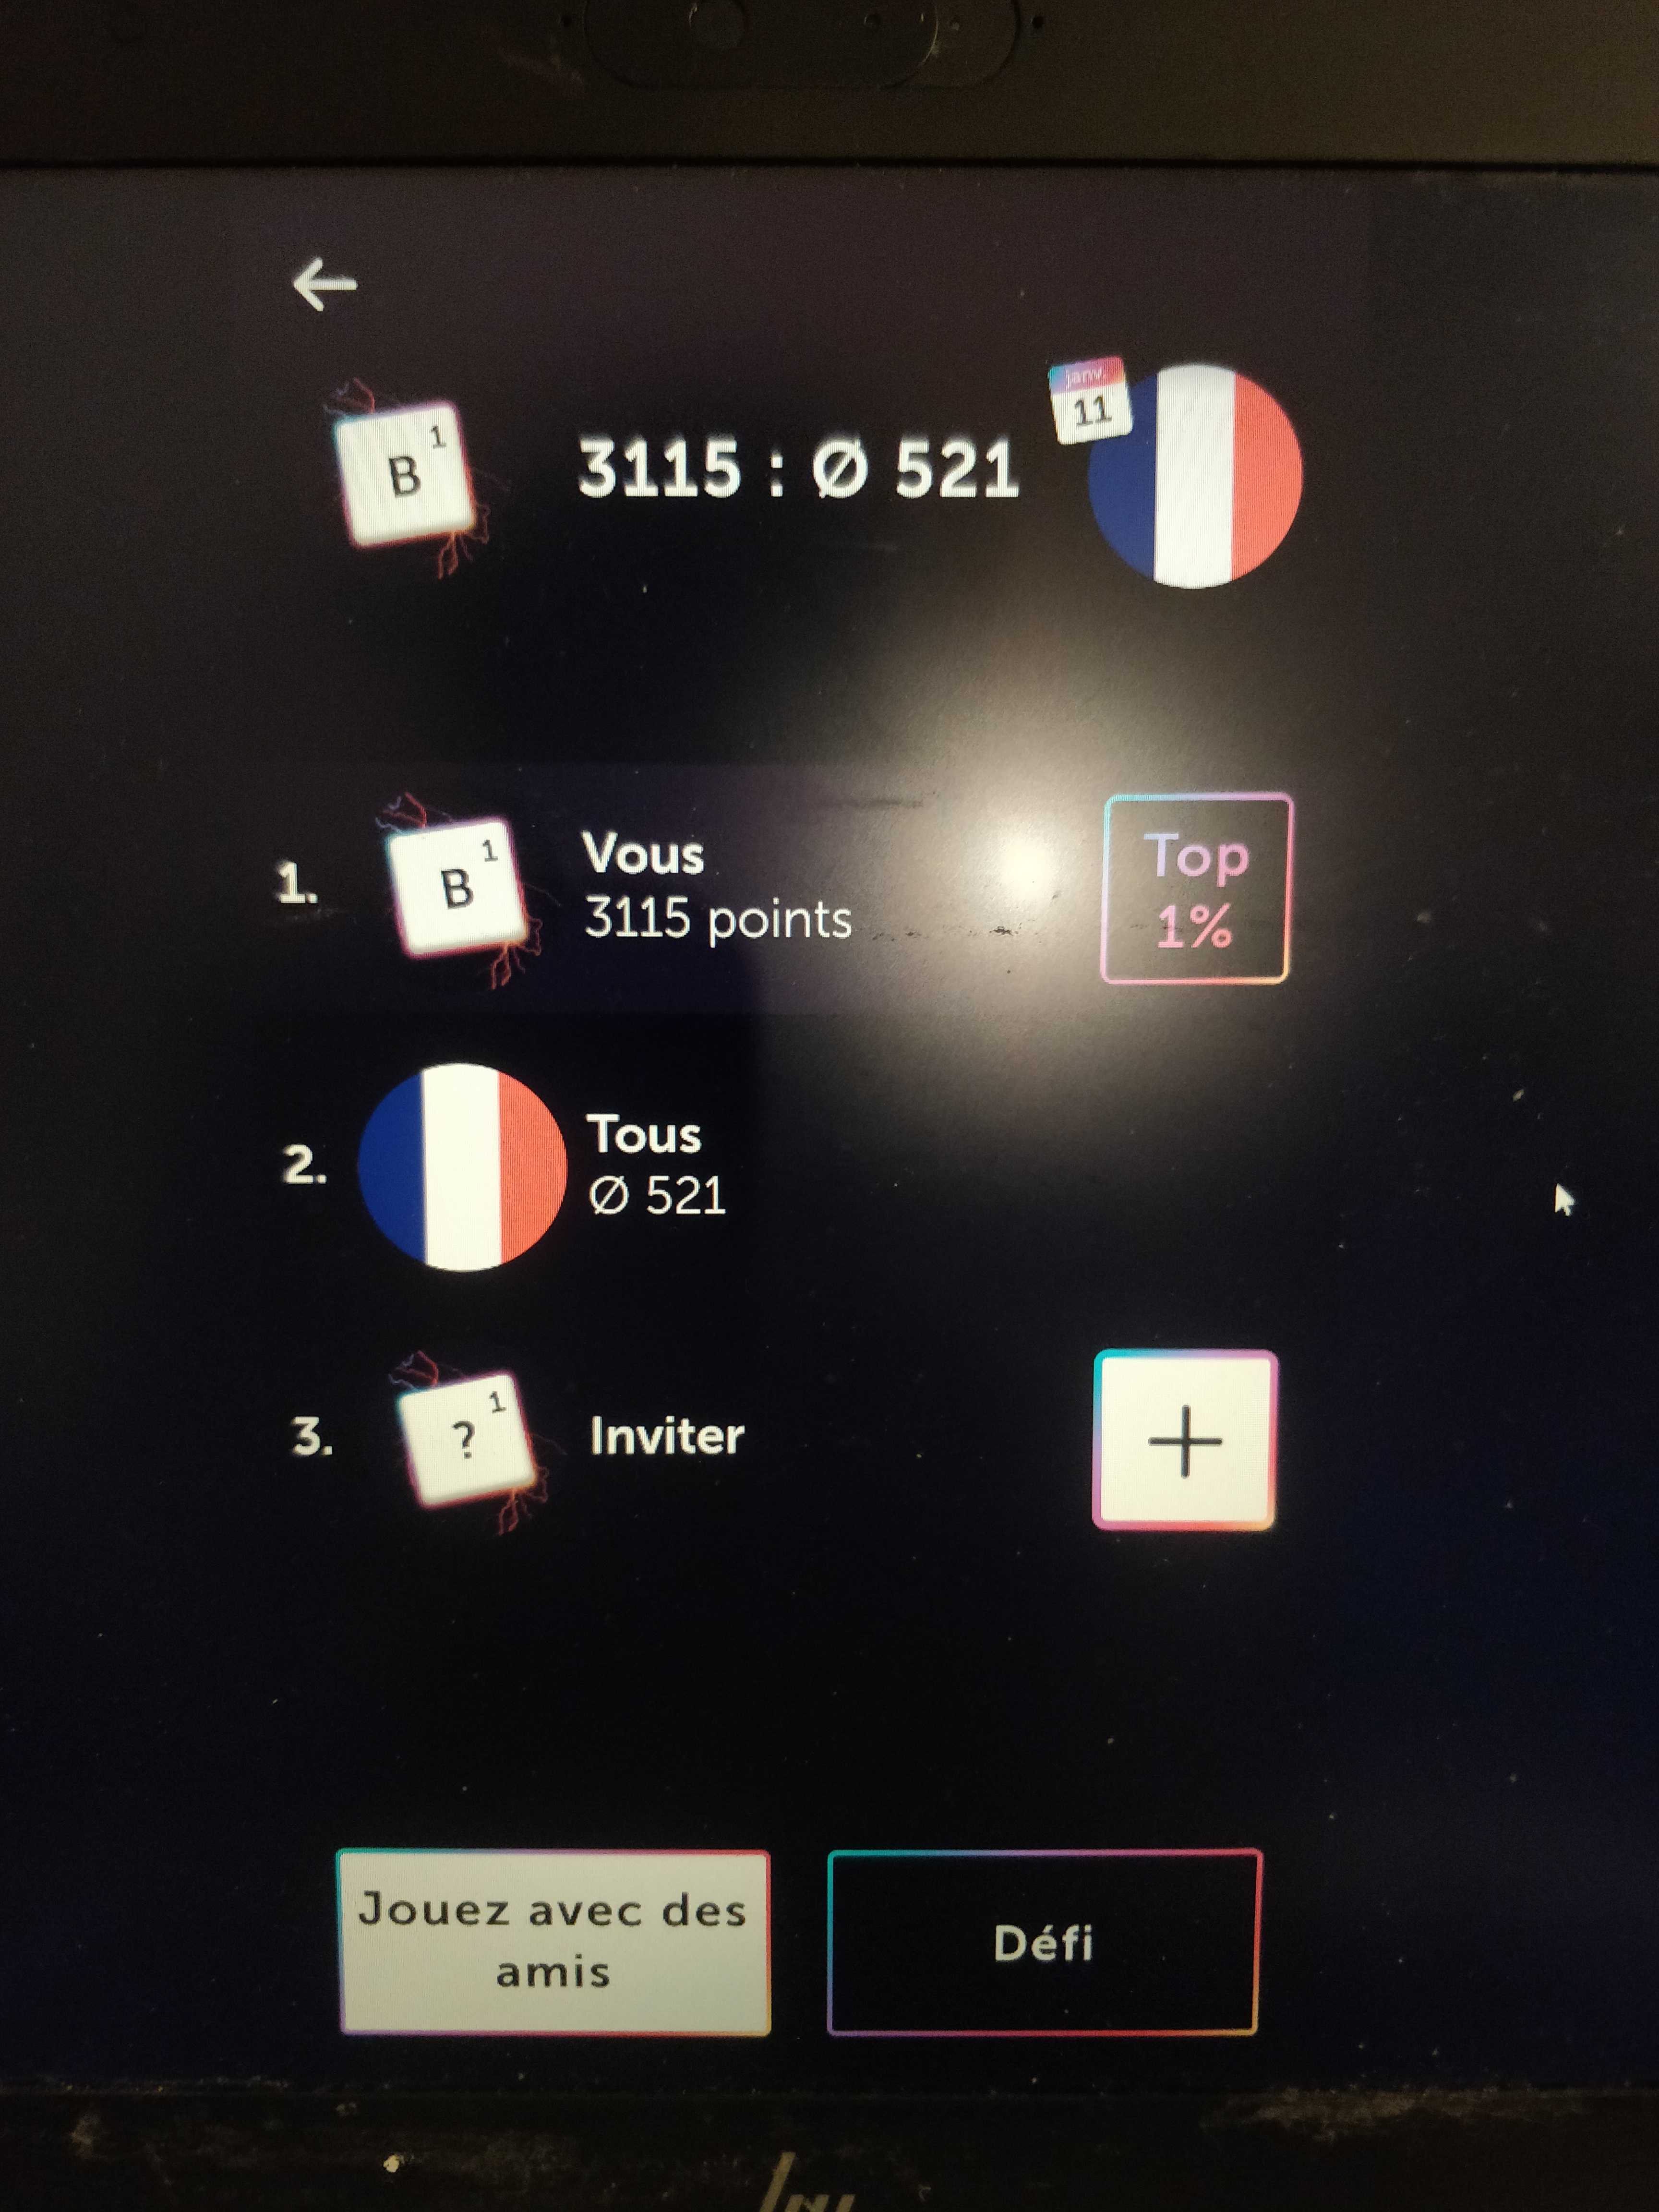 janv.
11
B 1
3115 : Ø 521
1.
B 1
Vous
3115 points
Top
1%
2.
Tous
Ø 521
3.
? 1
Inviter
+
Jouez avec des
amis
Défi
hp